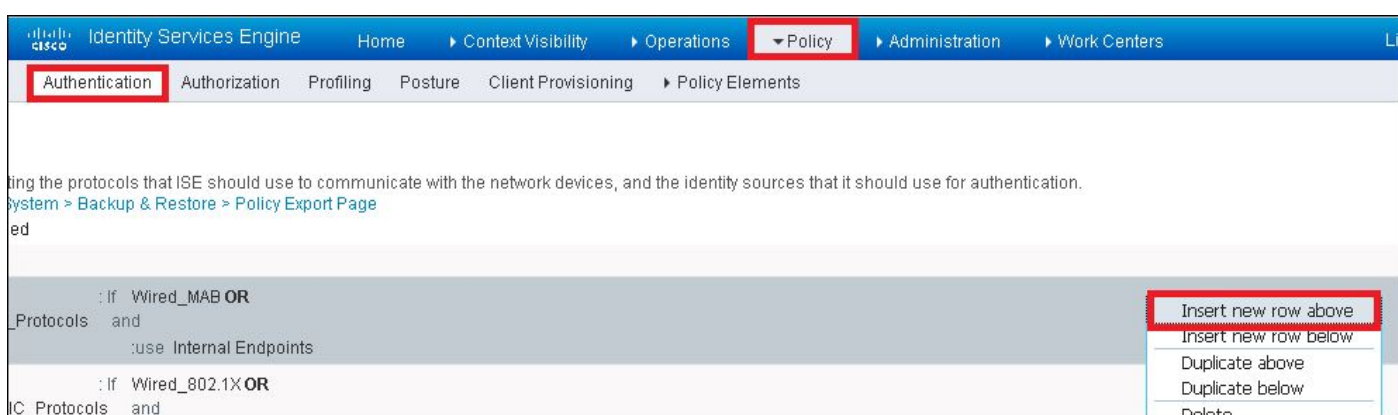 cisco Identity Services Engine Home Context Visibility Operations Policy Administration Work Centers
Authentication Authorization Profiling Posture Client Provisioning Policy Elements
ting the protocols that ISE should use to communicate with the network devices, and the identity sources that it should use for authentication.
System > Backup & Restore > Policy Export Page
ed
: If Wired_MAB OR
_Protocols and
:use Internal Endpoints
: If Wired_802.1X OR
IC_Protocols and
Insert new row above
Insert new row below
Duplicate above
Duplicate below
Delete